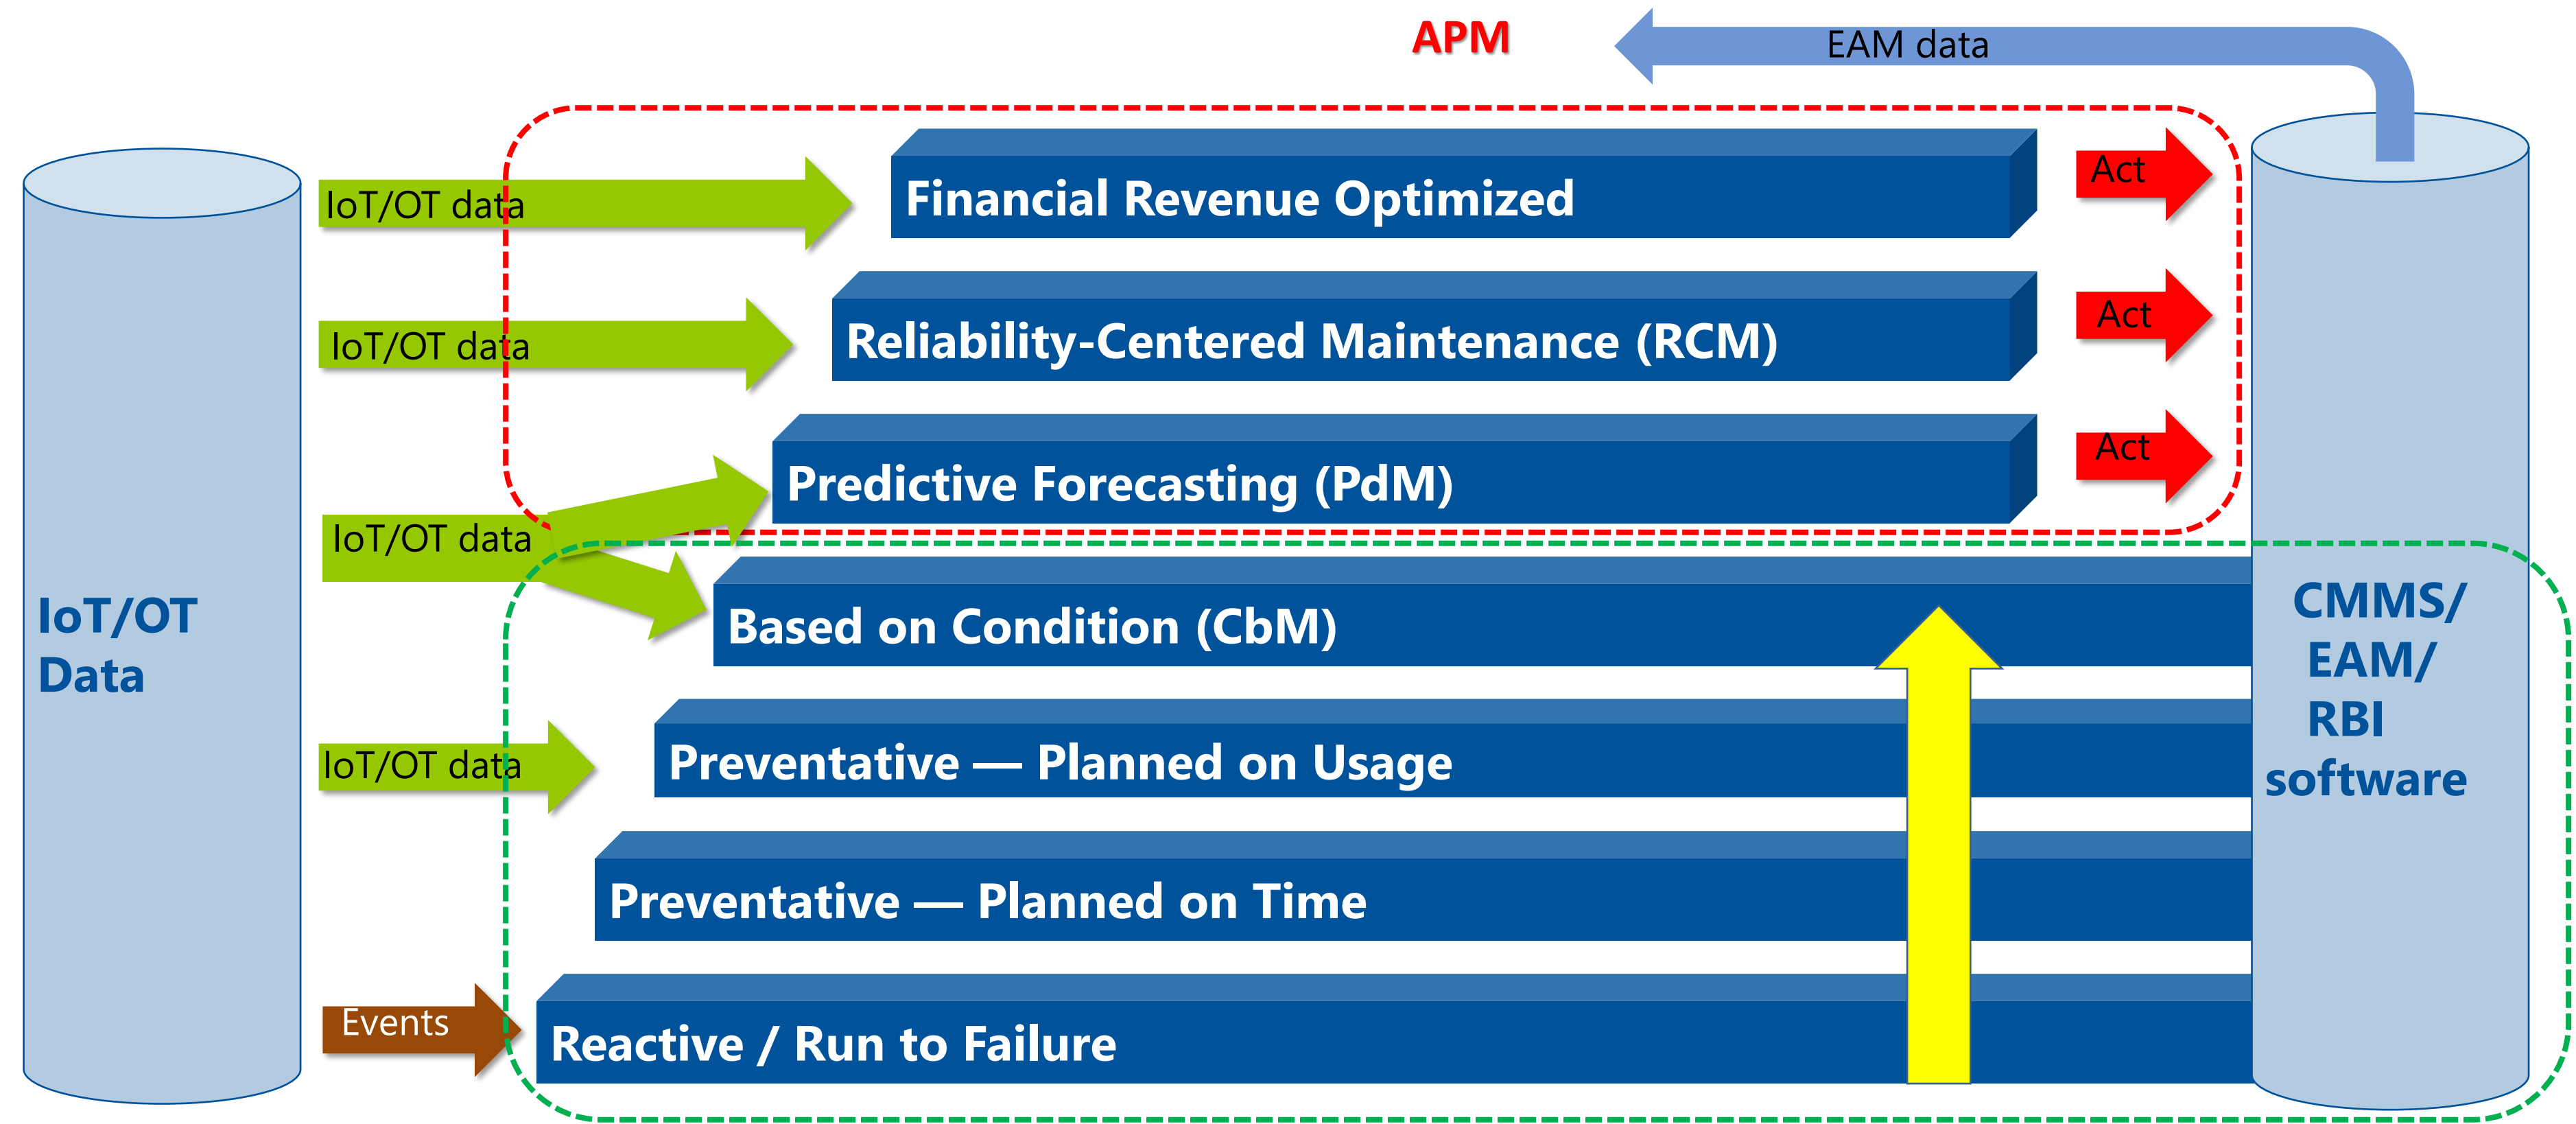 APM
EAM data
IoT/OT data
Financial Revenue Optimized
Act
IoT/OT data
Reliability-Centered Maintenance (RCM)
Act
Predictive Forecasting (PdM)
Act
IoT/OT data
Based on Condition (CbM)
IoT/OT
Data
CMMS/
EAM/
RBI
software
IoT/OT data
Preventative — Planned on Usage
Preventative — Planned on Time
Events
Reactive / Run to Failure